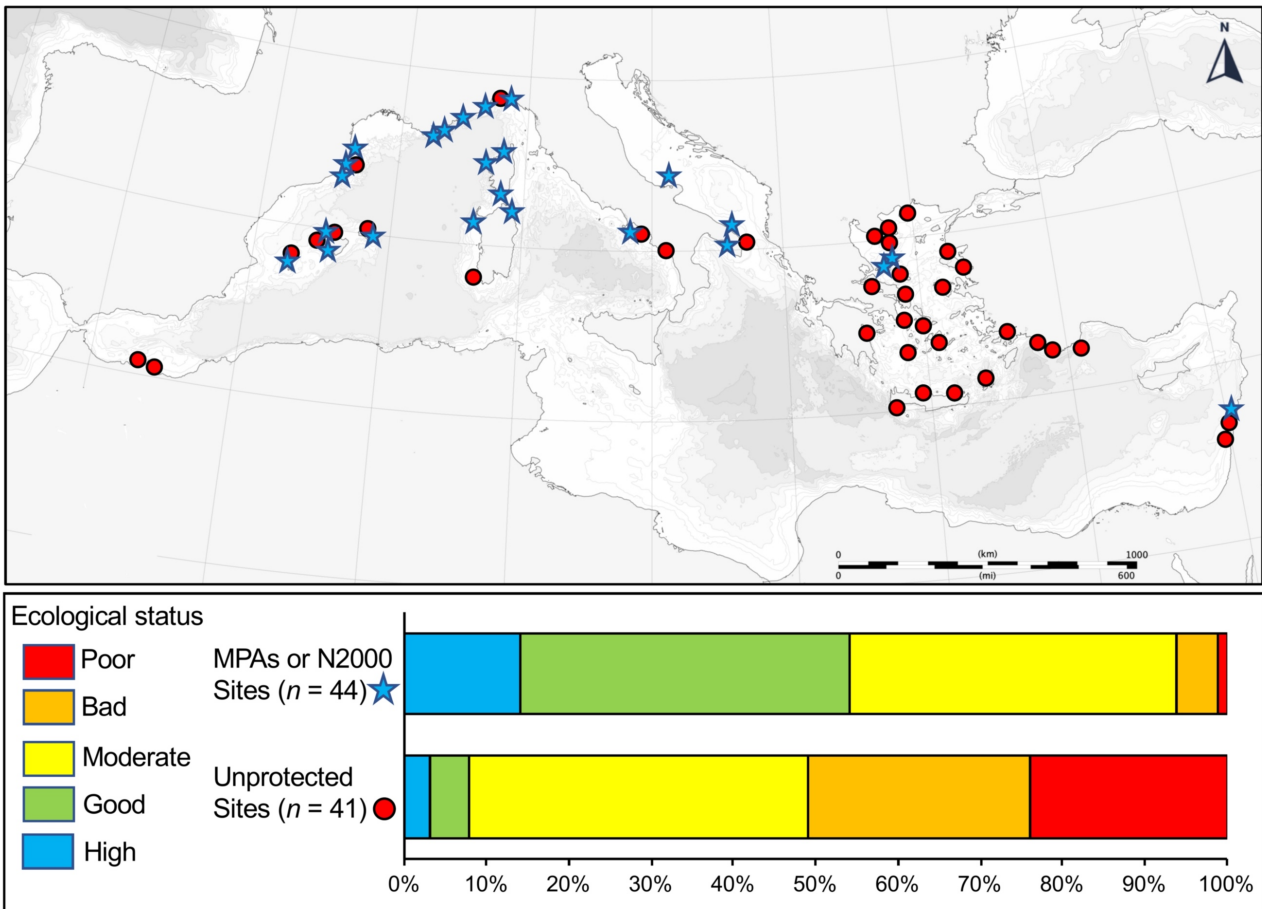 N
0 (km) 1000
0 (mi) 600
Ecological status
Poor
Bad
Moderate
Good
High
MPAs or N2000
Sites (n = 44)
Unprotected
Sites (n = 41)
0% 10% 20% 30% 40% 50% 60% 70% 80% 90% 100%